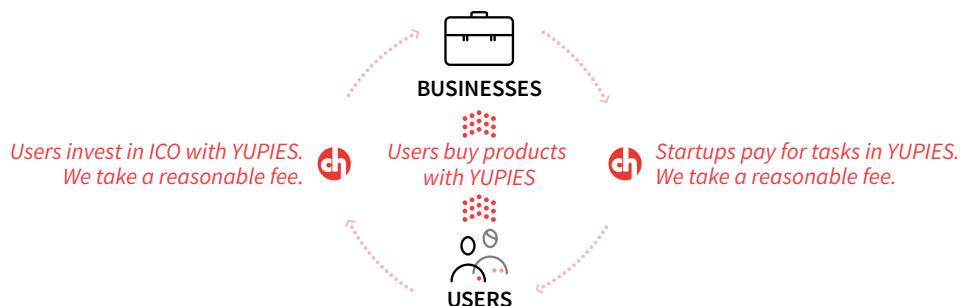 BUSINESSES
Users invest in ICO with YUPIES.
We take a reasonable fee.
Users buy products
with YUPIES
Startups pay for tasks in YUPIES.
We take a reasonable fee.
USERS